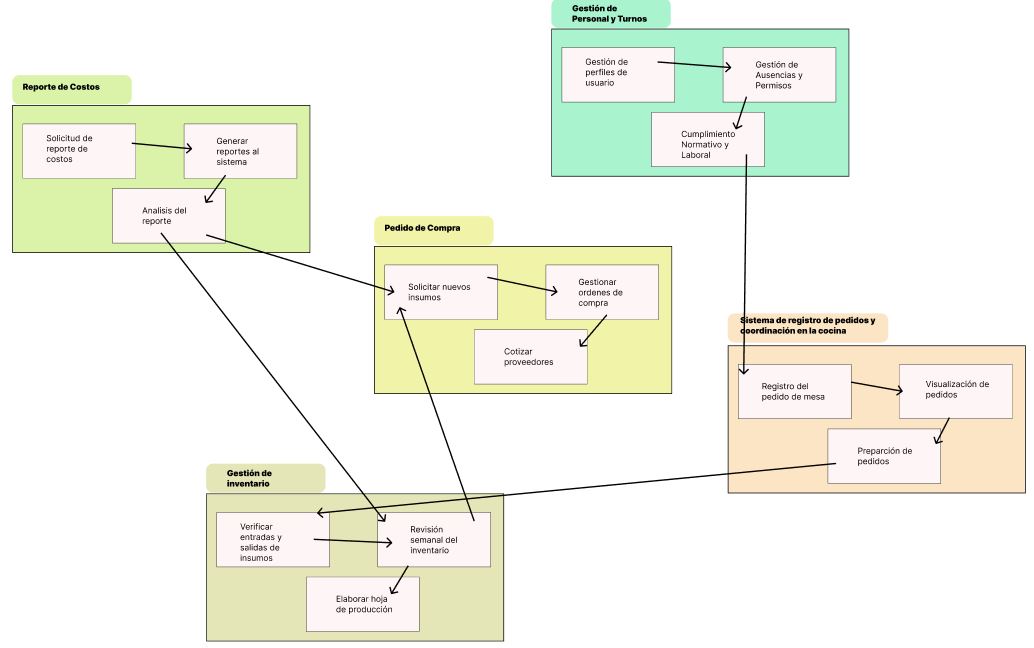 Gestión de
Personal y Turnos
Gestión de
perfiles de
usuario
Gestión de
Ausencias y
Permisos
Cumplimiento
Normativo y
Laboral
Reporte de Costos
Solicitud de
reporte de
costos
Generar
reportes al
sistema
Analisis del
reporte
Pedido de Compra
Solicitar nuevos
insumos
Gestionar
ordenes de
compra
Cotizar
proveedores
Sistema de registro de pedidos y
coordinación en la cocina
Registro del
pedido de mesa
Visualización de
pedidos
Preparción de
pedidos
Gestión de
inventario
Verificar
entradas y
salidas de
insumos
Revisión
semanal del
inventario
Elaborar hoja
de producción